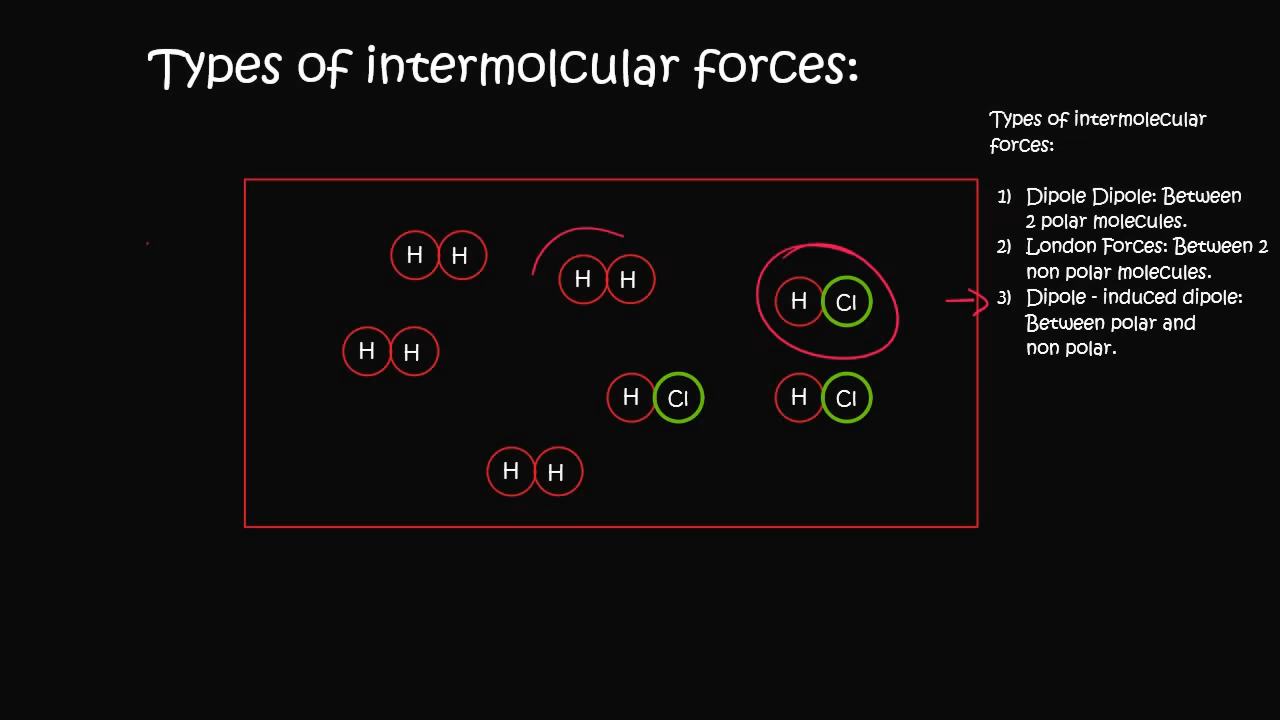 Types of intermolcular forces:
Types of intermolecular
forces:
1) Dipole Dipole: Between
2 polar molecules.
2) London Forces: Between 2
non polar molecules.
3) Dipole - induced dipole:
Between polar and
non polar.
H H
H H
H Cl
H H
H Cl
H Cl
H H